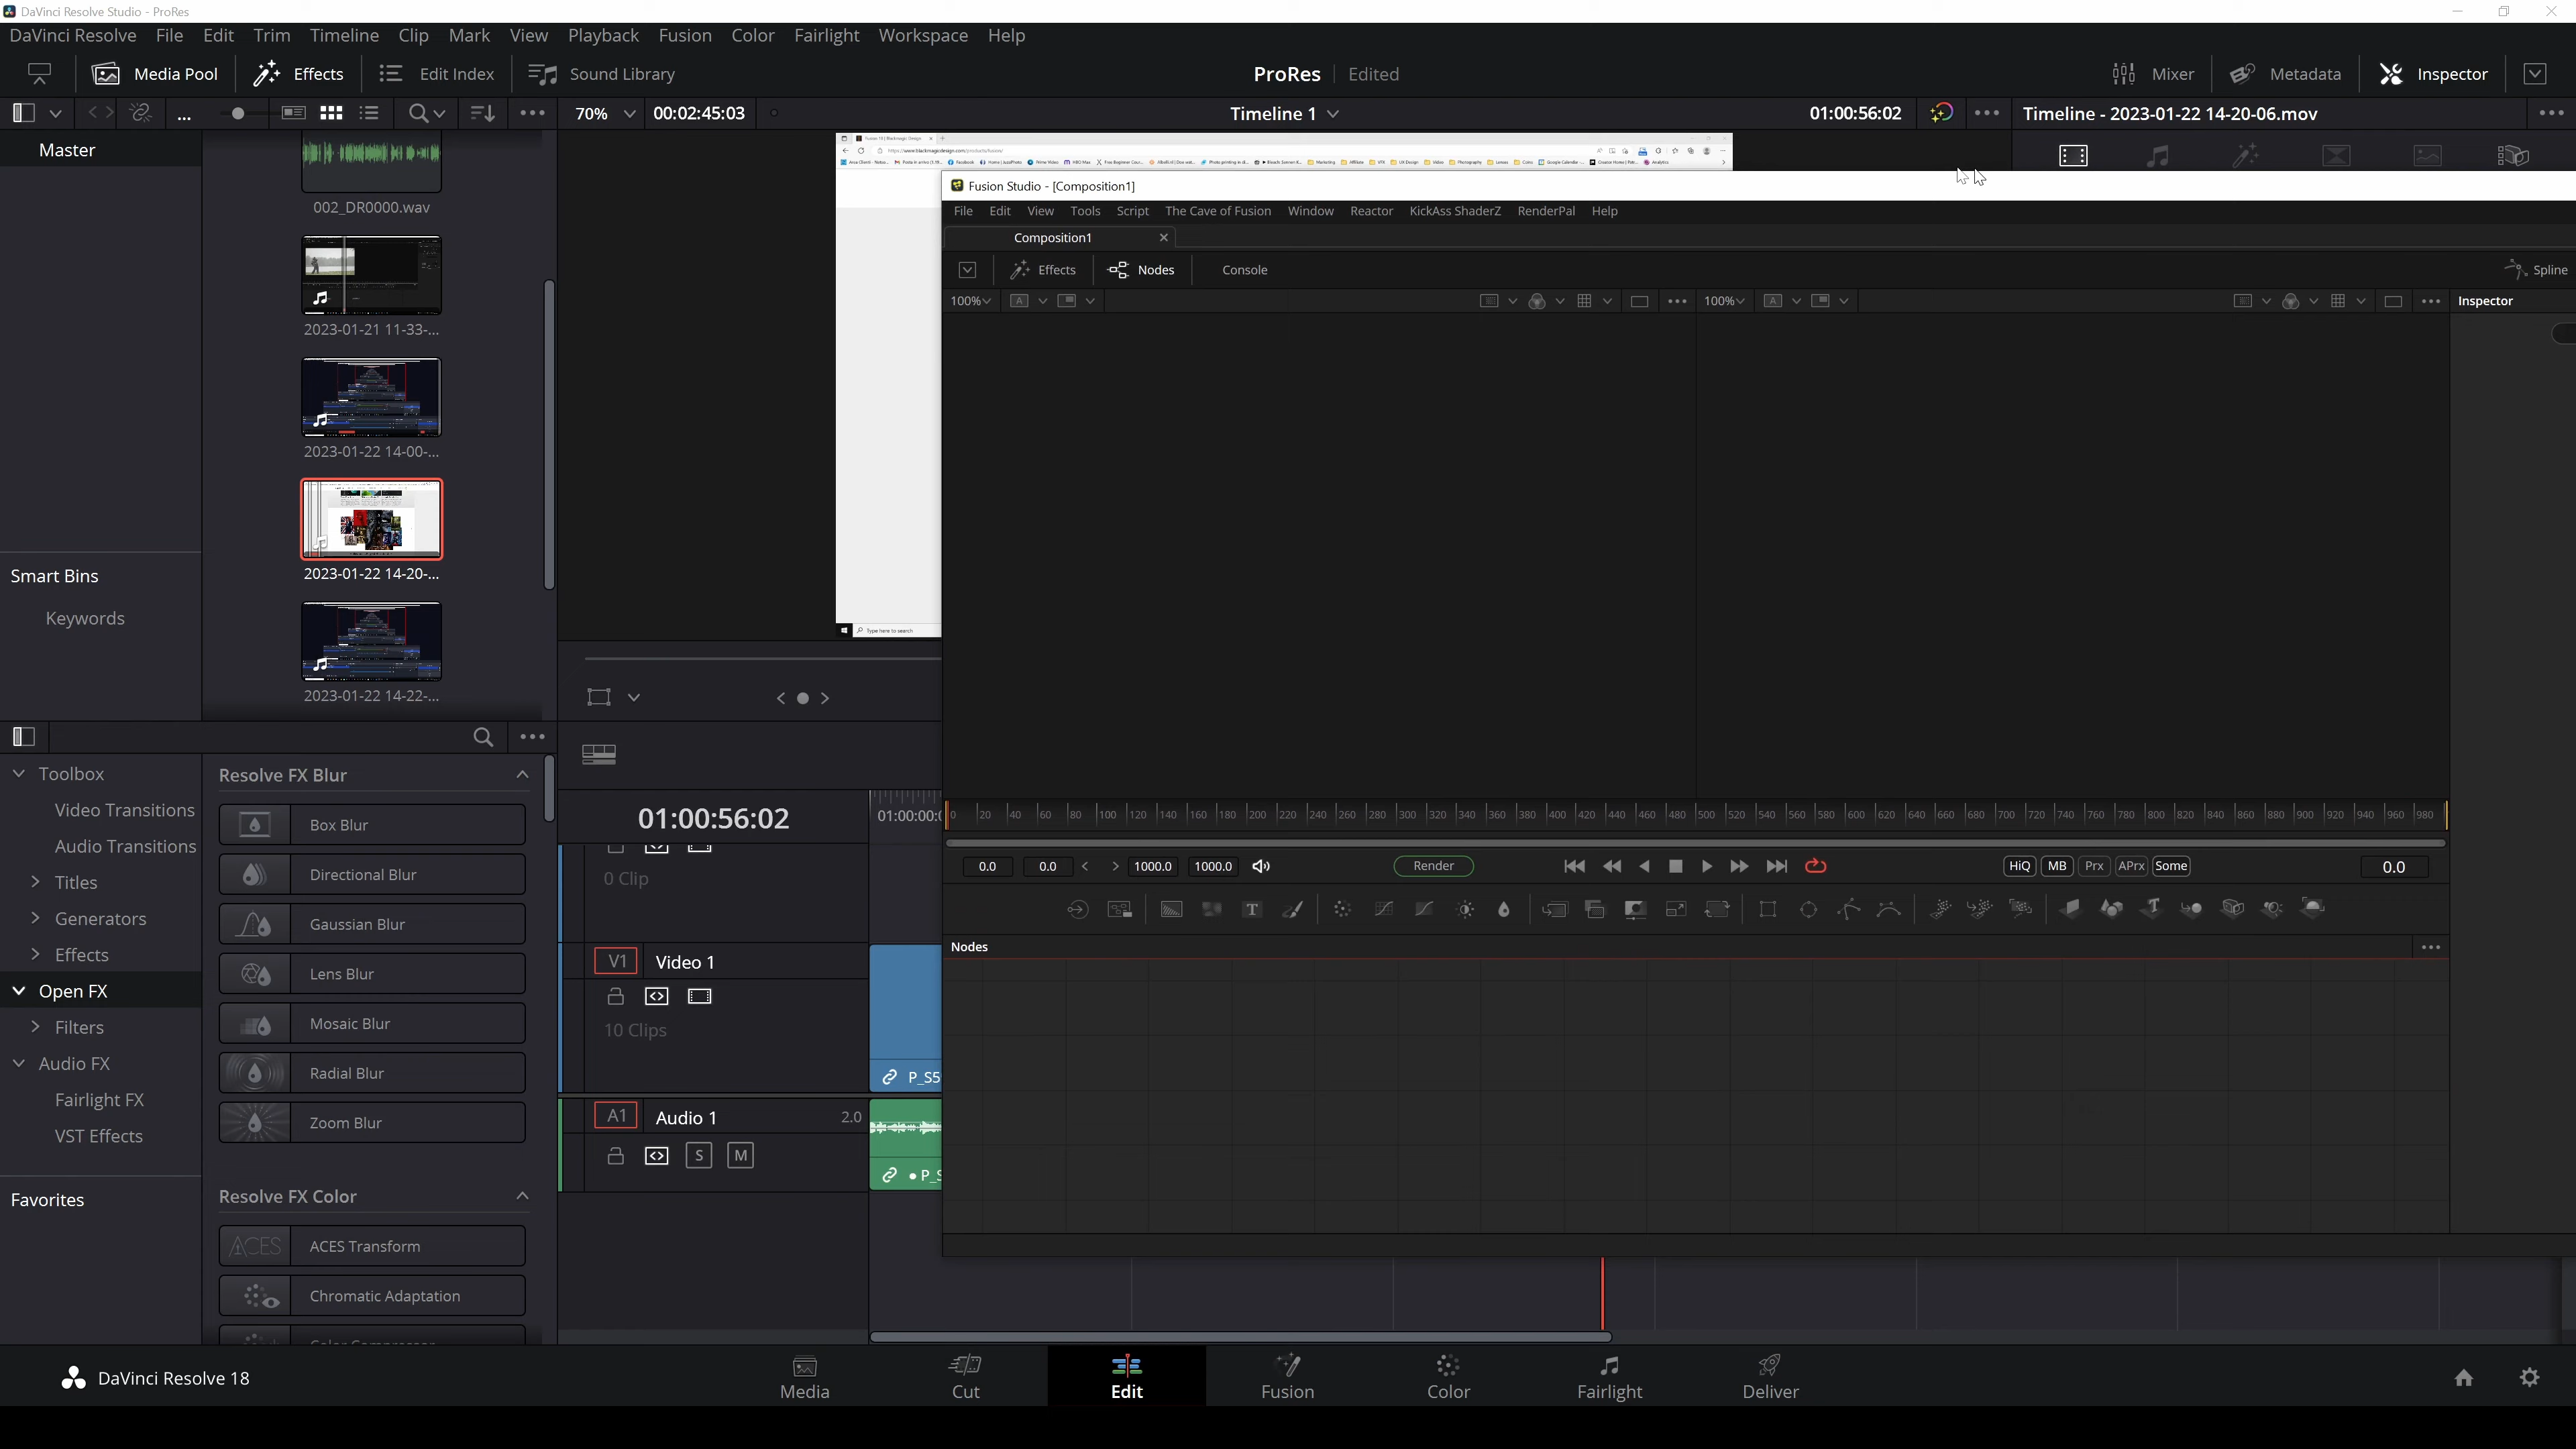 DaVinci Resolve Studio - ProRes
DaVinci Resolve File Edit Trim Timeline Clip Mark View Playback Fusion Color Fairlight Workspace Help
Media Pool Effects Edit Index Sound Library ProRes Edited Mixer Metadata Inspector
... 70% 00:02:45:03 Timeline 1 01:00:56:02 Timeline - 2023-01-22 14-20-06.mov
Master
002_DR0000.wav
2023-01-21 11-33-...
2023-01-22 14-00-...
2023-01-22 14-20-...
2023-01-22 14-22-...
Smart Bins
Keywords
Type here to search
Fusion Studio - [Composition1]
File Edit View Tools Script The Cave of Fusion Window Reactor KickAss ShaderZ RenderPal Help
Composition1
Effects Nodes Console Spline
100% A 100% A Inspector
0 20 40 60 80 100 120 140 160 180 200 220 240 260 280 300 320 340 360 380 400 420 440 460 480 500 520 540 560 580 600 620 640 660 680 700 720 740 760 780 800 820 840 860 880 900 920 940 960 980
0.0 0.0 1000.0 1000.0 Render HiQ MB Prx APrx Some 0.0
Nodes
Toolbox
Video Transitions
Audio Transitions
Titles
Generators
Effects
Open FX
Filters
Audio FX
Fairlight FX
VST Effects
Favorites
Resolve FX Blur
Box Blur
Directional Blur
Gaussian Blur
Lens Blur
Mosaic Blur
Radial Blur
Zoom Blur
Resolve FX Color
ACES ACES Transform
Chromatic Adaptation
01:00:56:02 01:00:00:
0 Clip
V1 Video 1
10 Clips
P_S5
A1 Audio 1 2.0
S M
DaVinci Resolve 18 Media Cut Edit Fusion Color Fairlight Deliver